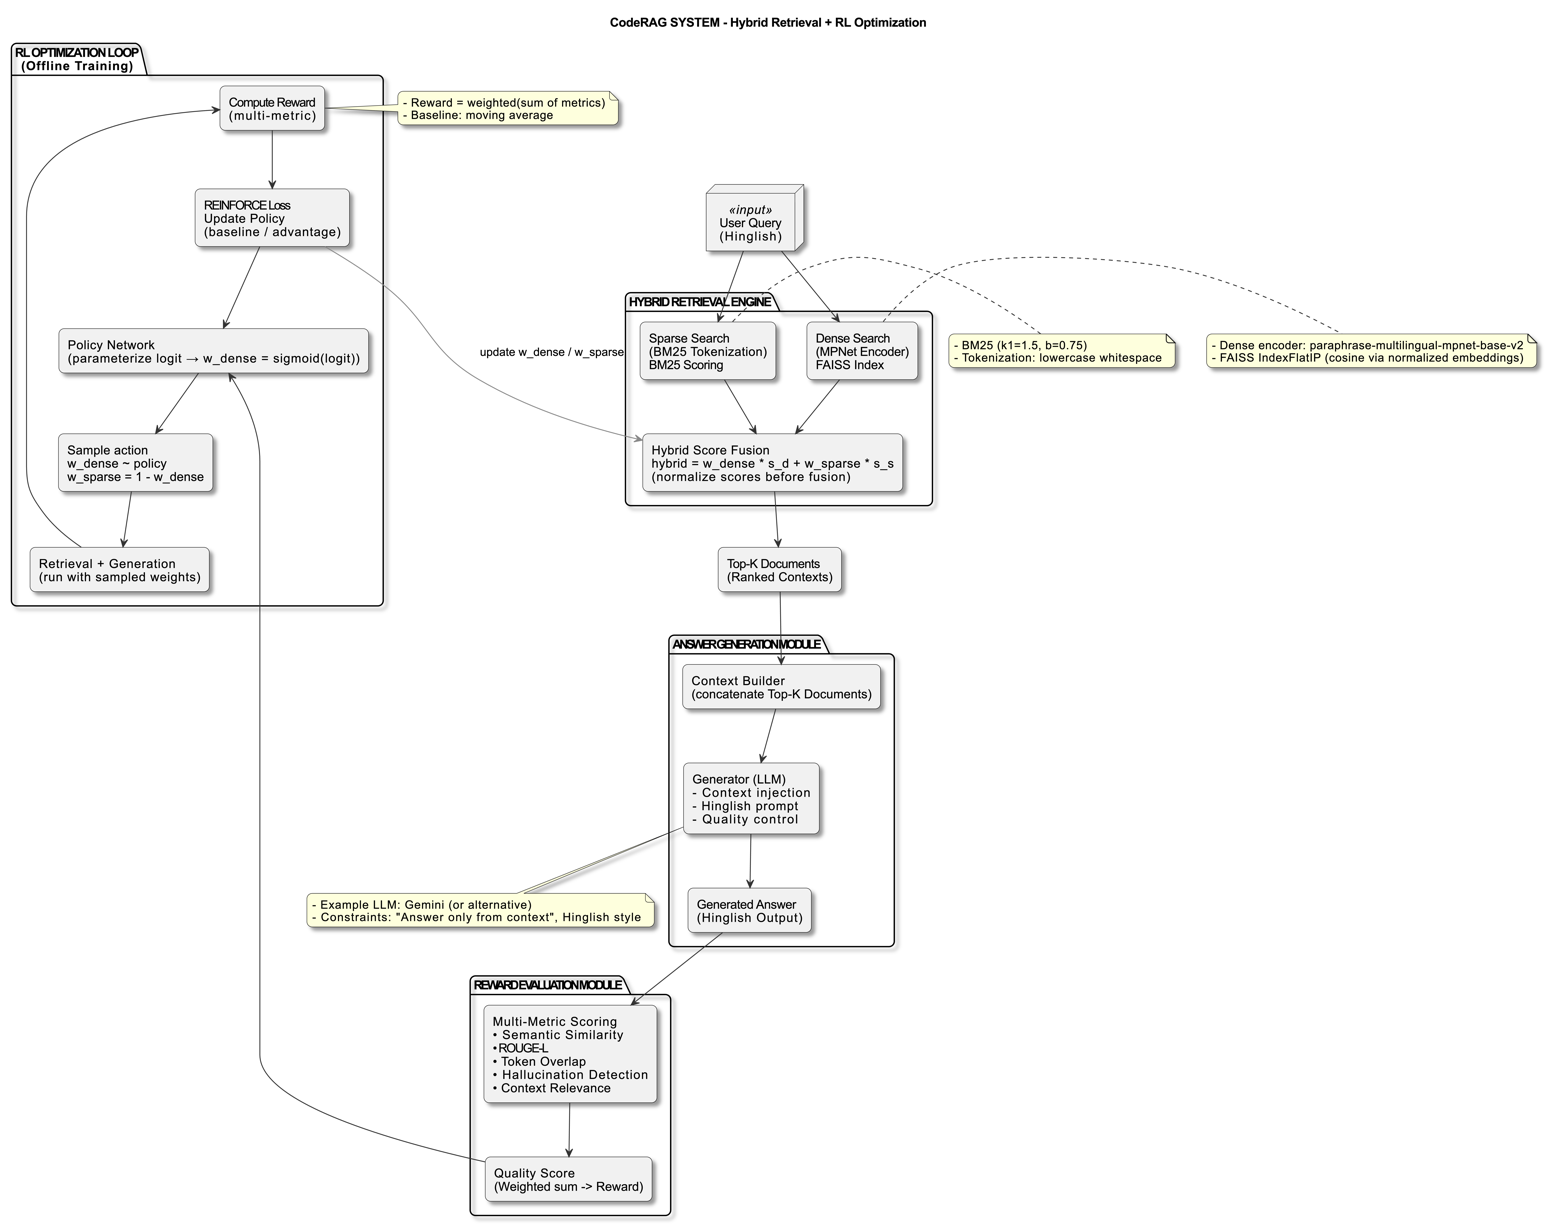 CodeRAG SYSTEM - Hybrid Retrieval + RL Optimization
RL OPTIMIZATION LOOP
(Offline Training)
Compute Reward
(multi-metric)
- Reward = weighted(sum of metrics)
- Baseline: moving average
REINFORCE Loss
Update Policy
(baseline / advantage)
Policy Network
(parameterize logit → w_dense = sigmoid(logit))
Sample action
w_dense ~ policy
w_sparse = 1 - w_dense
Retrieval + Generation
(run with sampled weights)
update w_dense / w_sparse
«input»
User Query
(Hinglish)
HYBRID RETRIEVAL ENGINE
Sparse Search
(BM25 Tokenization)
BM25 Scoring
Dense Search
(MPNet Encoder)
FAISS Index
- BM25 (k1=1.5, b=0.75)
- Tokenization: lowercase whitespace
- Dense encoder: paraphrase-multilingual-mpnet-base-v2
- FAISS IndexFlatIP (cosine via normalized embeddings)
Hybrid Score Fusion
hybrid = w_dense * s_d + w_sparse * s_s
(normalize scores before fusion)
Top-K Documents
(Ranked Contexts)
ANSWER GENERATION MODULE
Context Builder
(concatenate Top-K Documents)
Generator (LLM)
- Context injection
- Hinglish prompt
- Quality control
- Example LLM: Gemini (or alternative)
- Constraints: "Answer only from context", Hinglish style
Generated Answer
(Hinglish Output)
REWARD EVALUATION MODULE
Multi-Metric Scoring
• Semantic Similarity
• ROUGE-L
• Token Overlap
• Hallucination Detection
• Context Relevance
Quality Score
(Weighted sum -> Reward)